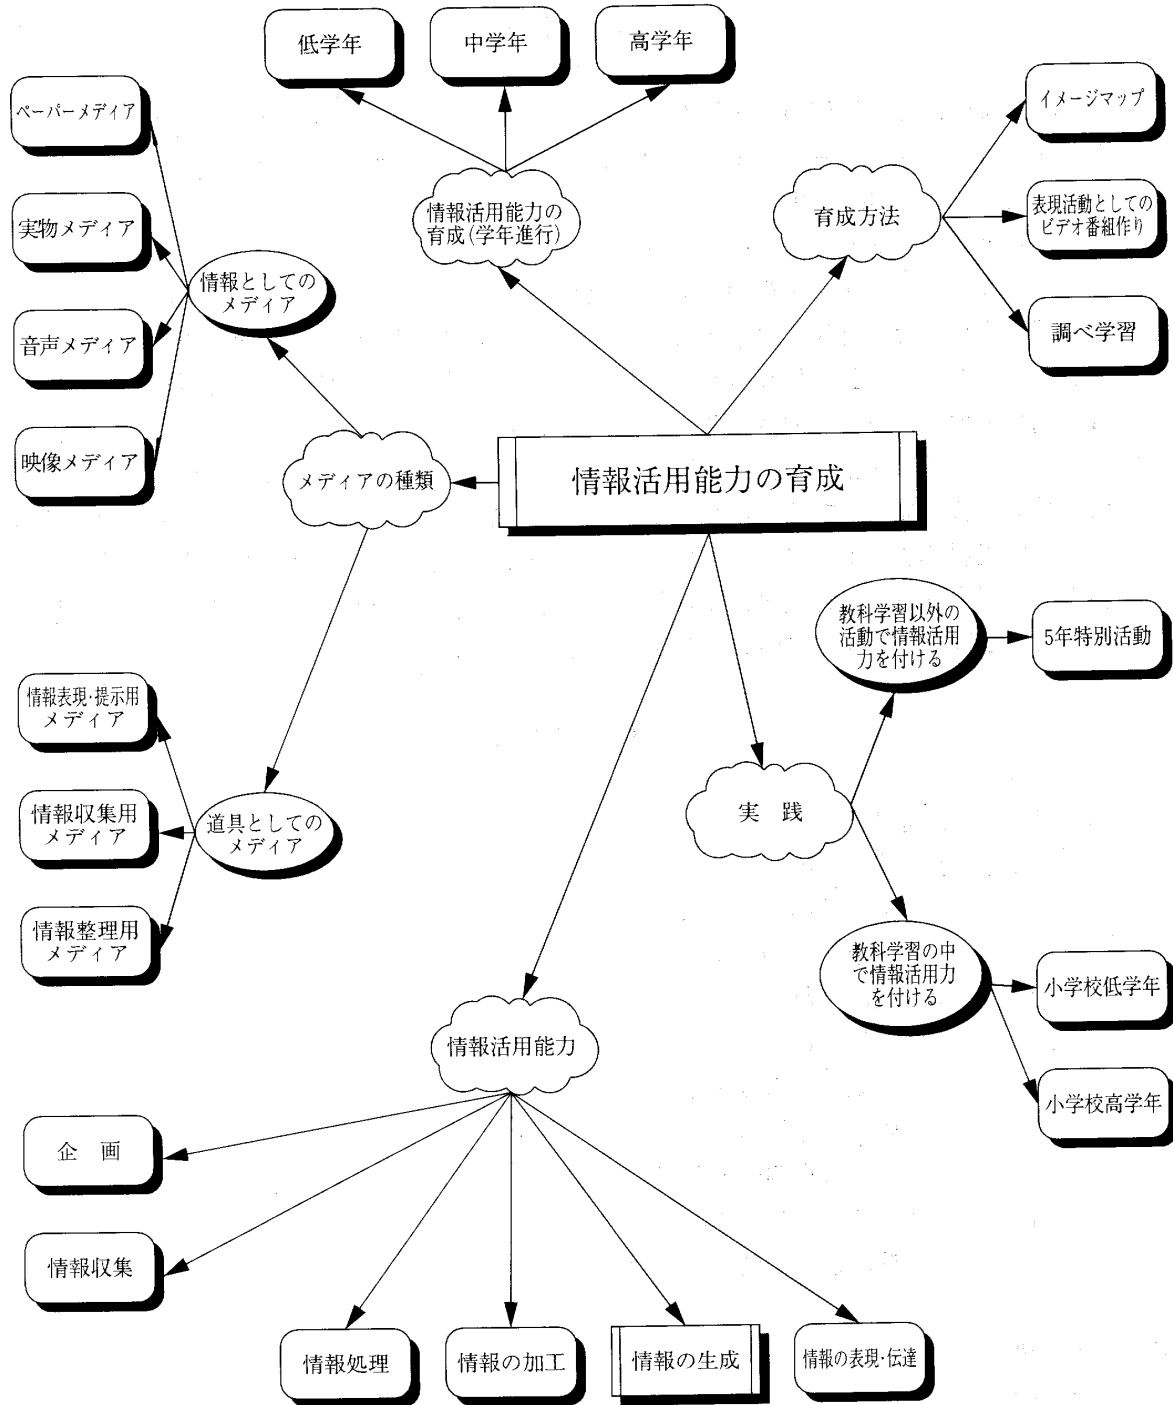 低学年
中学年
高学年
ペーパーメディア
イメージマップ
実物メディア
情報活用能力の
育成(学年進行)
育成方法
表現活動としての
ビデオ番組作り
情報としての
メディア
音声メディア
調べ学習
映像メディア
メディアの種類
情報活用能力の育成
教科学習以外の
活動で情報活用
力を付ける
5年特別活動
情報表現・提示用
メディア
情報収集用
メディア
道具としての
メディア
実 践
情報整理用
メディア
教科学習の中
で情報活用力
を付ける
小学校低学年
情報活用能力
小学校高学年
企 画
情報収集
情報処理
情報の加工
情報の生成
情報の表現・伝達